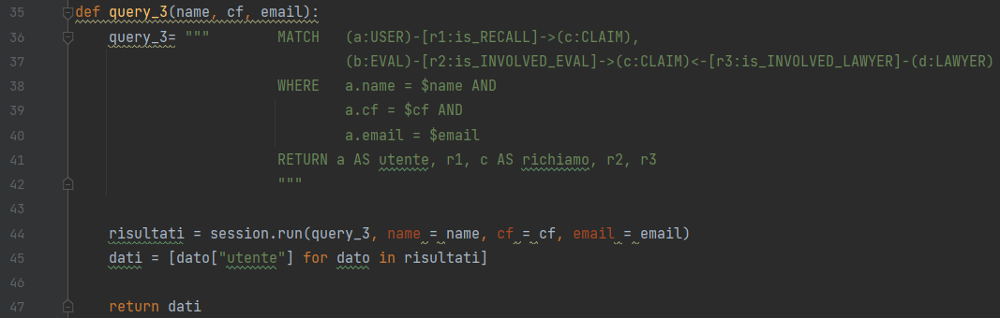 35 def query_3(name, cf, email):
36 query_3= """ MATCH (a:USER)-[r1:is_RECALL]->(c:CLAIM),
37 (b:EVAL)-[r2:is_INVOLVED_EVAL]->(c:CLAIM)<-[r3:is_INVOLVED_LAWYER]-(d:LAWYER)
38 WHERE a.name = $name AND
39 a.cf = $cf AND
40 a.email = $email
41 RETURN a AS utente, r1, c AS richiamo, r2, r3
42 """
43
44 risultati = session.run(query_3, name = name, cf = cf, email = email)
45 dati = [dato["utente"] for dato in risultati]
46
47 return dati